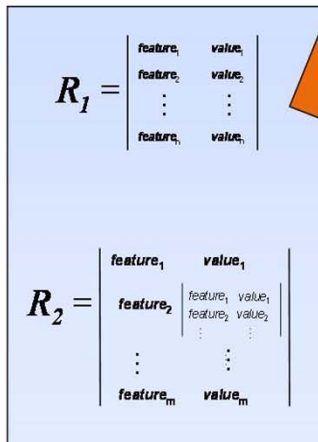 R₁ =
feature₁ value₁
feature₂ value₂
⋮ ⋮
featureₙ valueₙ
R₂ =
feature₁ value₁
feature₂
feature₁ value₁
feature₂ value₂
⋮ ⋮
⋮ ⋮
featureₘ valueₘ